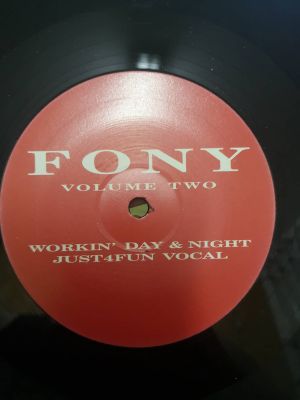 FONY
VOLUME TWO
WORKIN' DAY & NIGHT
JUST4FUN VOCAL